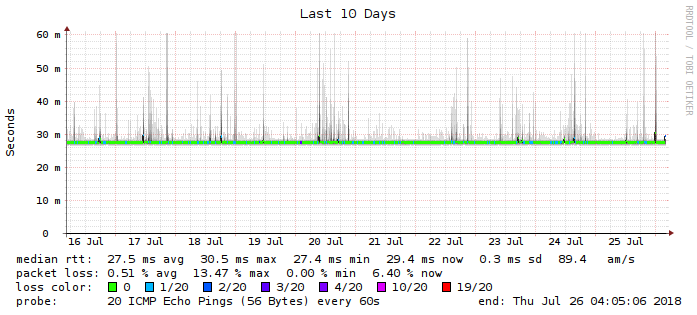 Last 10 Days
RRDTOOL / TOBI OETIKER
Seconds
60 m
50 m
40 m
30 m
20 m
10 m
0
16 Jul 17 Jul 18 Jul 19 Jul 20 Jul 21 Jul 22 Jul 23 Jul 24 Jul 25 Jul
median rtt: 27.5 ms avg 30.5 ms max 27.4 ms min 29.4 ms now 0.3 ms sd 89.4 am/s
packet loss: 0.51 % avg 13.47 % max 0.00 % min 6.40 % now
loss color: 0 1/20 2/20 3/20 4/20 10/20 19/20
probe: 20 ICMP Echo Pings (56 Bytes) every 60s end: Thu Jul 26 04:05:06 2018